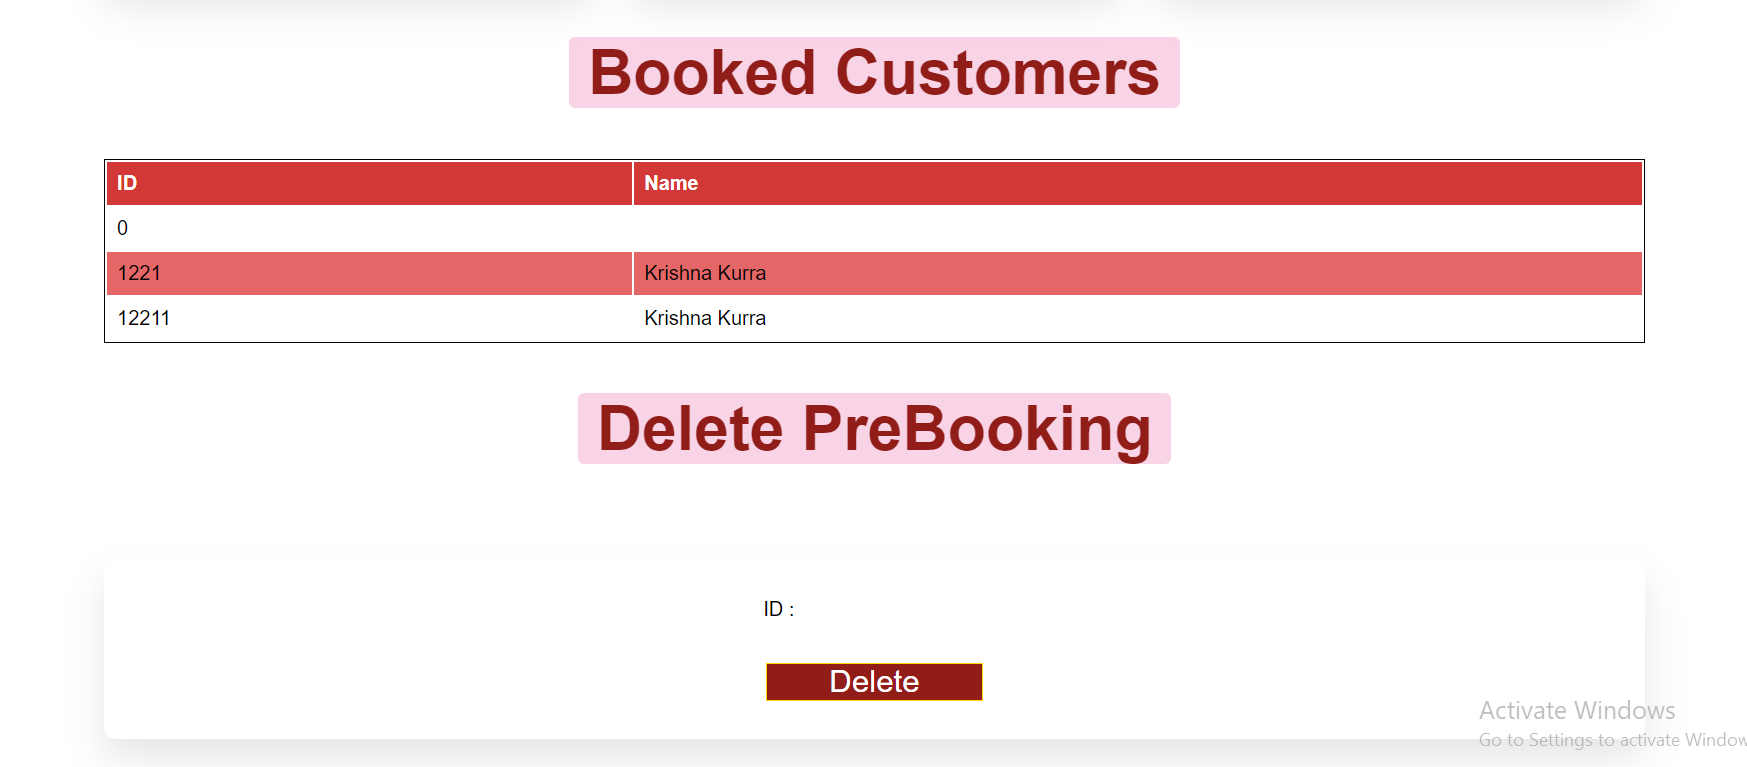 Booked Customers
ID Name
0
1221 Krishna Kurra
12211 Krishna Kurra
Delete PreBooking
ID :
Delete
Activate Windows
Go to Settings to activate Window